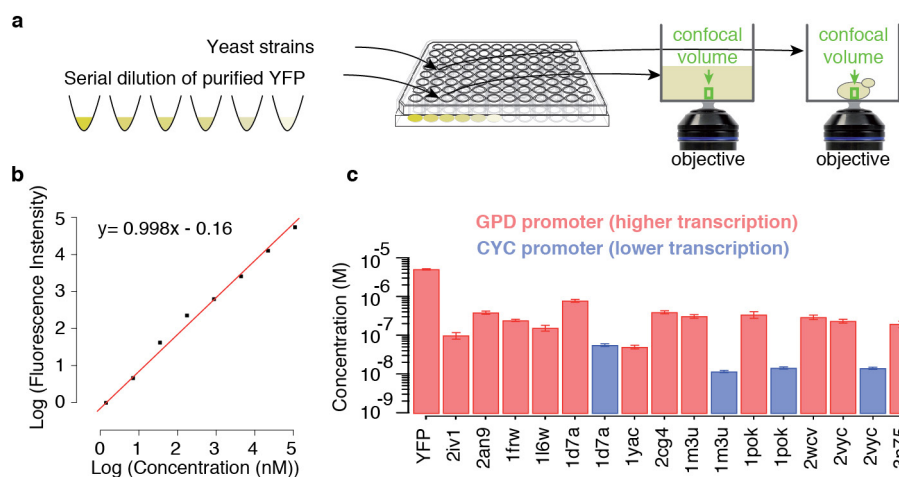 a
Yeast strains
Serial dilution of purified YFP
confocal
volume
confocal
volume
objective
objective
b
y= 0.998x - 0.16
Log (Fluorescence Instensity)
5
4
3
2
1
0
0
1
2
3
4
5
Log (Concentration (nM))
c
GPD promoter (higher transcription)
CYC promoter (lower transcription)
Concentration (M)
10-5
10-6
10-7
10-8
10-9
YFP
2iv1
2an9
1frw
1l6w
1d7a
1d7a
1yac
2cg4
1m3u
1m3u
1pok
1pok
2wcv
2vyc
2vyc